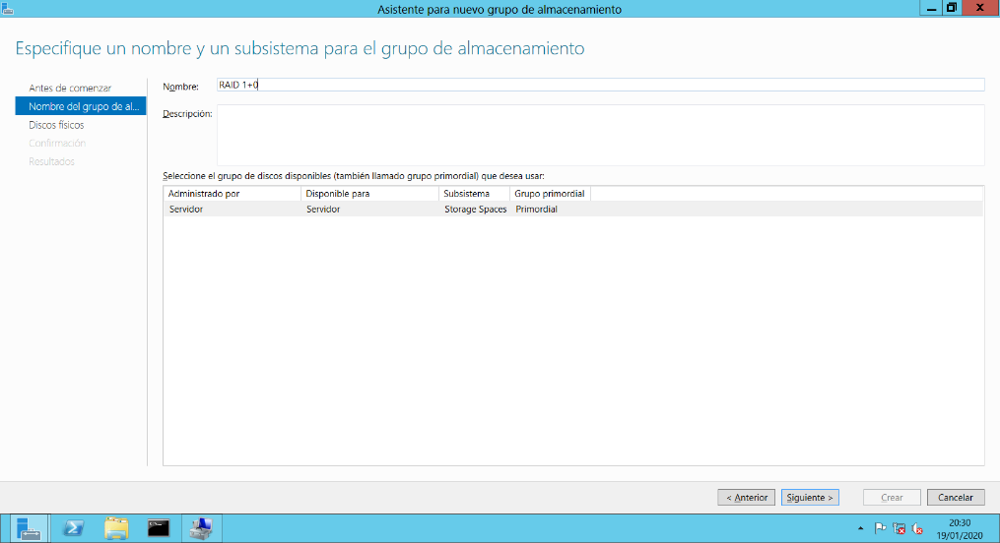 Asistente para nuevo grupo de almacenamiento
Especifique un nombre y un subsistema para el grupo de almacenamiento
Antes de comenzar
Nombre del grupo de al...
Discos físicos
Confirmación
Resultados
Nombre: RAID 1+0
Descripción:
Seleccione el grupo de discos disponibles (también llamado grupo primordial) que desea usar:
Administrado por Disponible para Subsistema Grupo primordial
Servidor Servidor Storage Spaces Primordial
< Anterior Siguiente > Crear Cancelar
20:30
19/01/2020